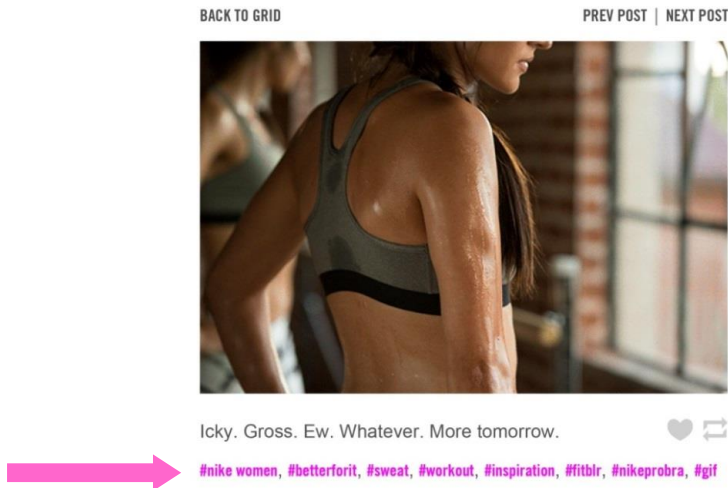 BACK TO GRID
PREV POST | NEXT POST
Icky. Gross. Ew. Whatever. More tomorrow.
#nike women, #betterforit, #sweat, #workout, #inspiration, #fitblr, #nikeprobra, #gif